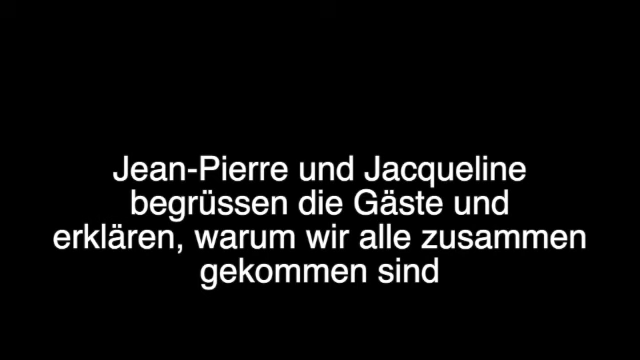 Jean-Pierre und Jacqueline
begrüssen die Gäste und
erklären, warum wir alle zusammen
gekommen sind